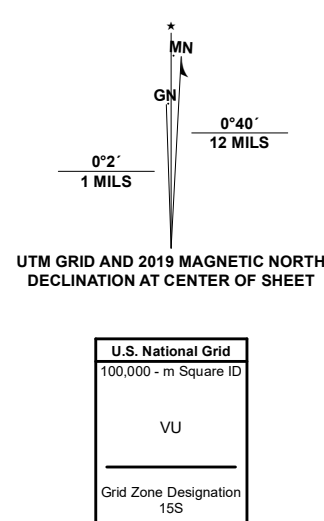 ★
MN
GN
0°40´
12 MILS
0°2´
1 MILS
UTM GRID AND 2019 MAGNETIC NORTH
DECLINATION AT CENTER OF SHEET
U.S. National Grid
100,000 - m Square ID
VU
Grid Zone Designation
15S